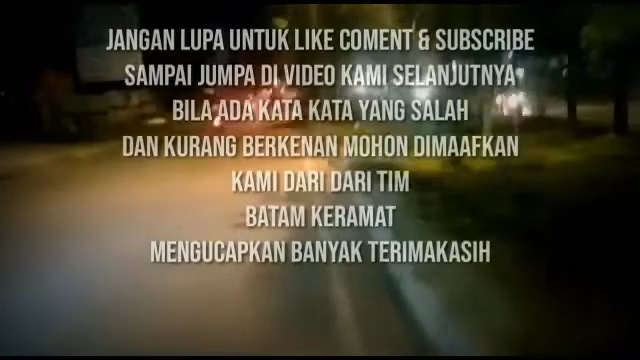 JANGAN LUPA UNTUK LIKE COMENT & SUBSCRIBE
SAMPAI JUMPA DI VIDEO KAMI SELANJUTNYA
BILA ADA KATA KATA YANG SALAH
DAN KURANG BERKENAN MOHON DIMAAFKAN
KAMI DARI DARI TIM
BATAM KERAMAT
MENGUCAPKAN BANYAK TERIMAKASIH